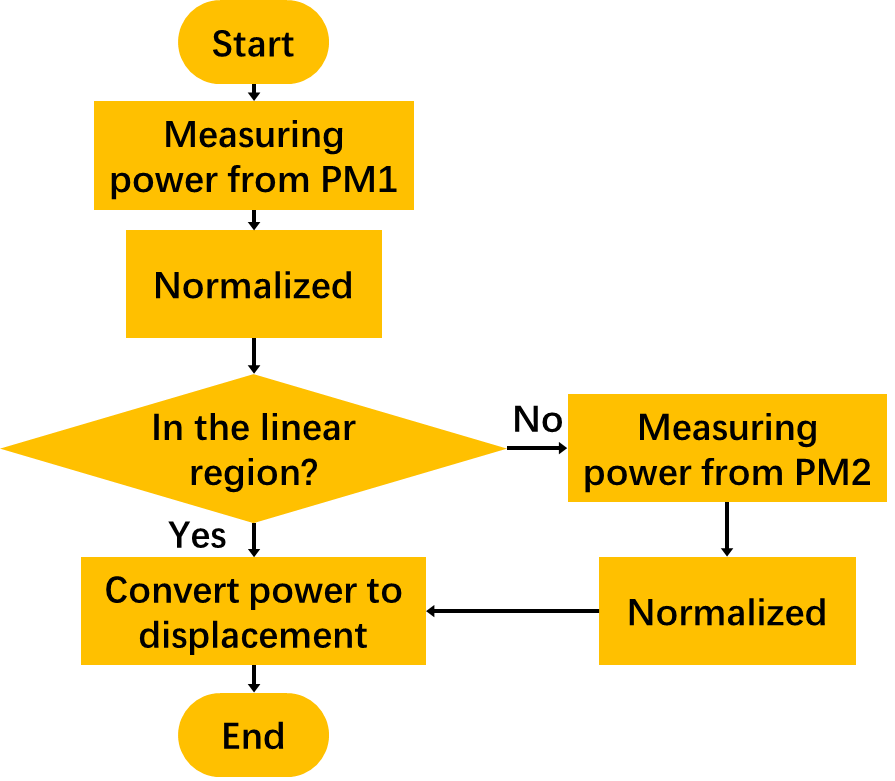 Start
Measuring
power from PM1
Normalized
In the linear
region?
No
Measuring
power from PM2
Yes
Convert power to
displacement
Normalized
End